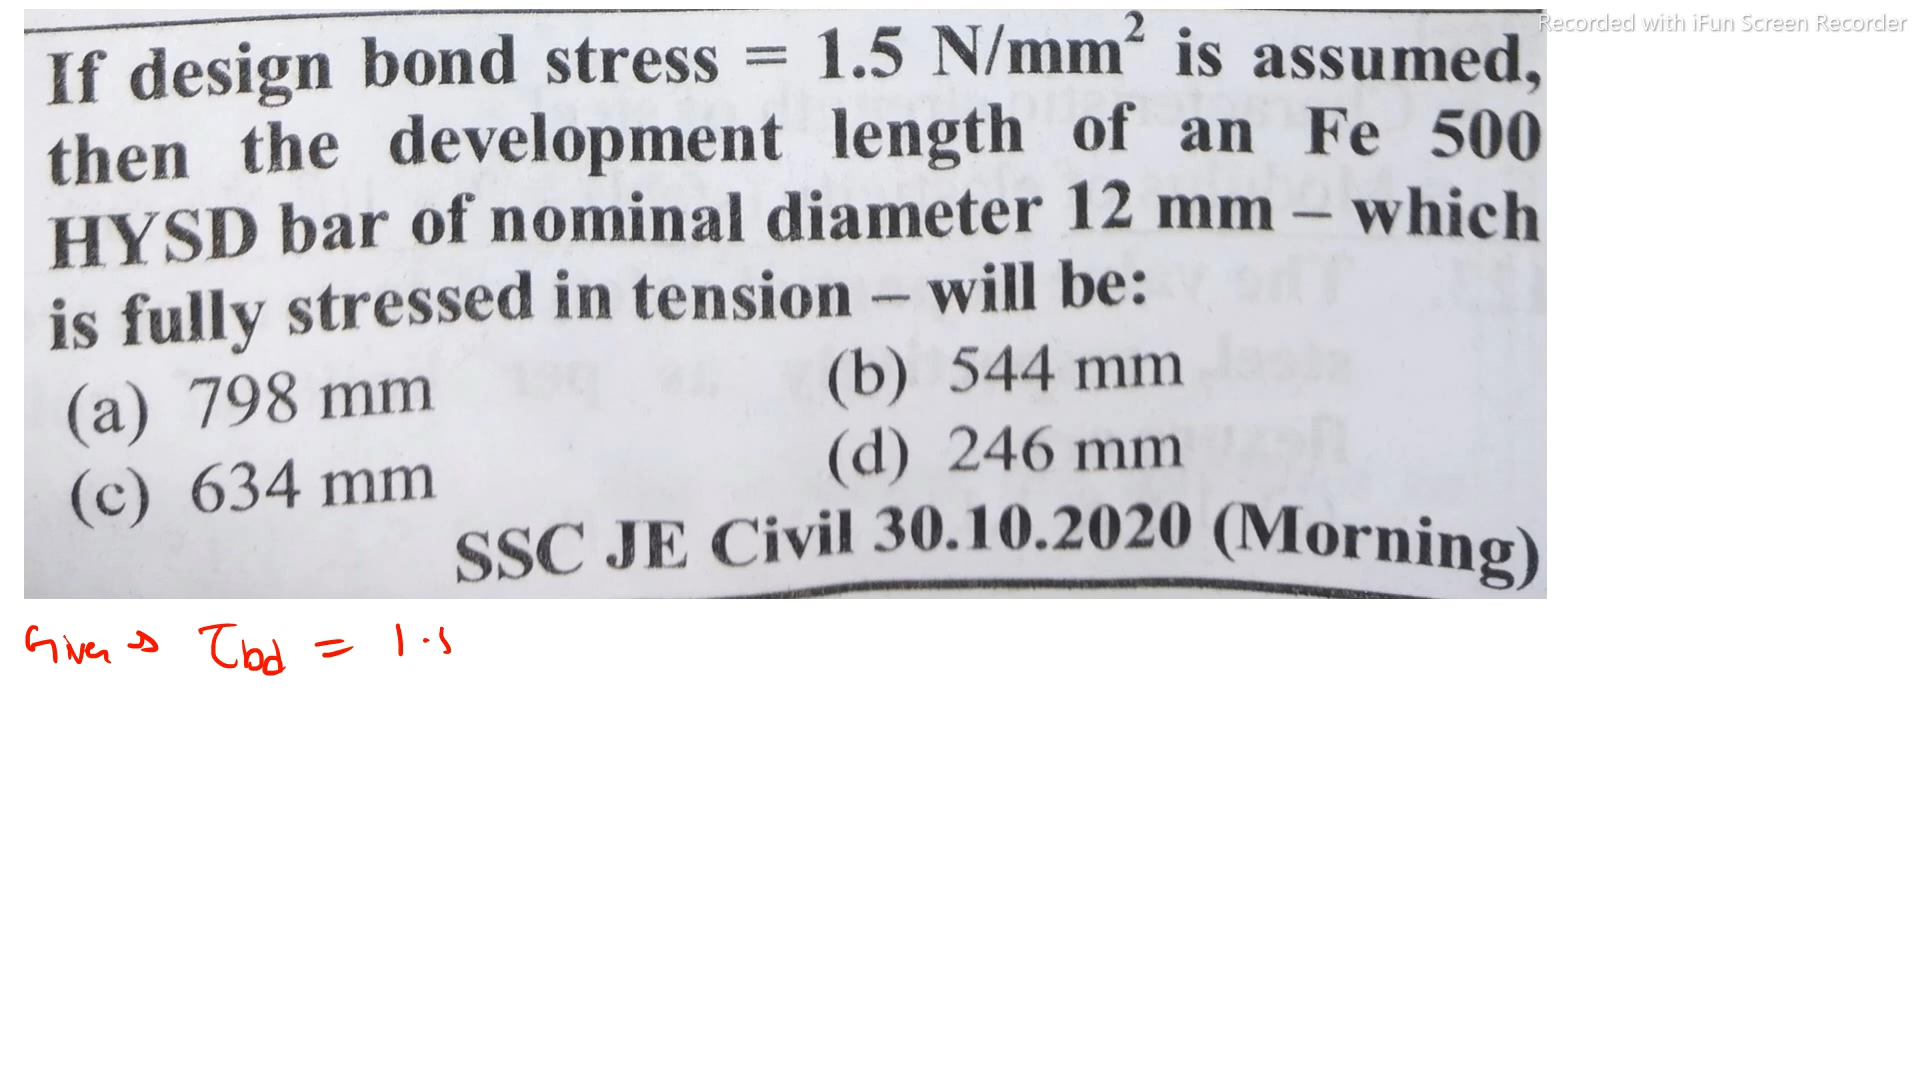 Recorded with iFun Screen Recorder
If design bond stress = 1.5 N/mm² is assumed,
then the development length of an Fe 500
HYSD bar of nominal diameter 12 mm – which
is fully stressed in tension – will be:
(a) 798 mm (b) 544 mm
(c) 634 mm (d) 246 mm
SSC JE Civil 30.10.2020 (Morning)
Given τbd = 1.5